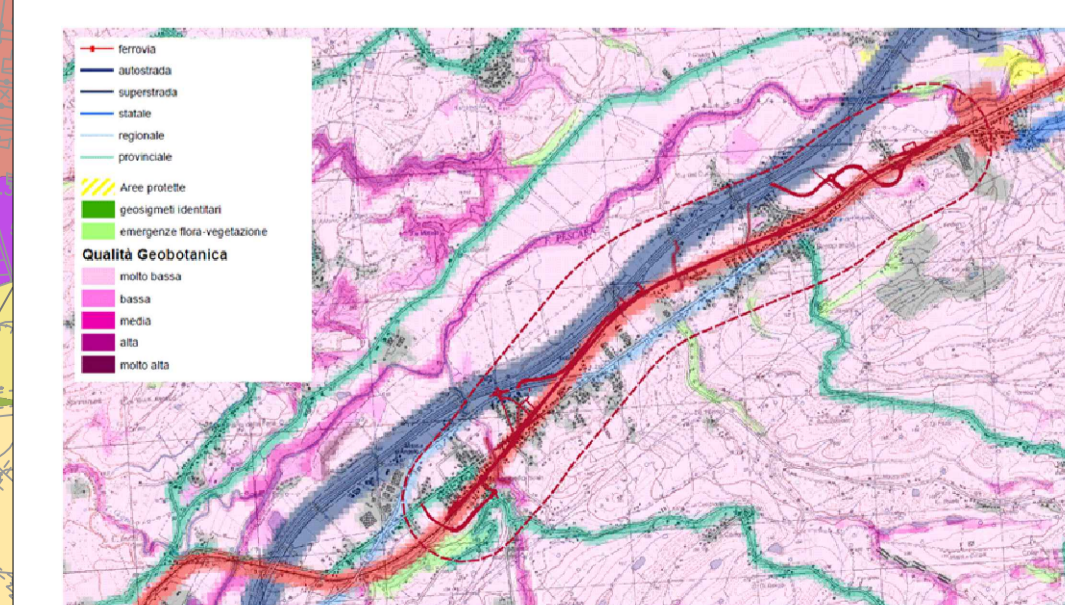 ferrovia
autostrada
superstrada
statale
regionale
provinciale
Aree protette
geosigmeti identitari
emergenze flora-vegetazione
Qualità Geobotanica
molto bassa
bassa
media
alta
molto alta
PESCARA